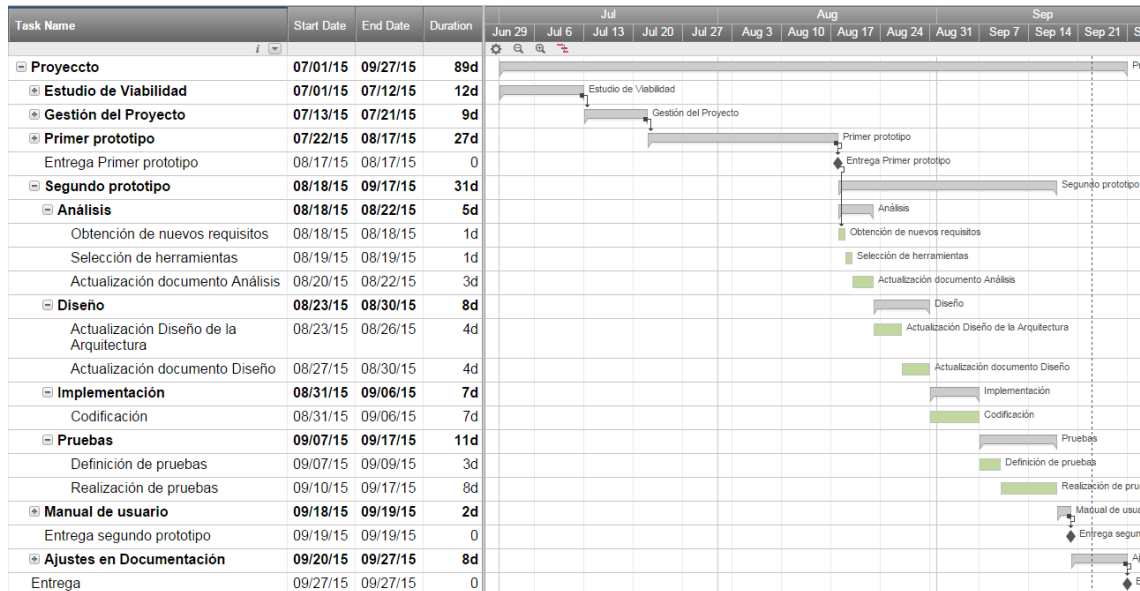 Task Name Start Date End Date Duration Jul Aug Sep
Jun 29 Jul 6 Jul 13 Jul 20 Jul 27 Aug 3 Aug 10 Aug 17 Aug 24 Aug 31 Sep 7 Sep 14 Sep 21 S
i
Proyeccto 07/01/15 09/27/15 89d
Estudio de Viabilidad 07/01/15 07/12/15 12d Estudio de Viabilidad
Gestión del Proyecto 07/13/15 07/21/15 9d Gestión del Proyecto
Primer prototipo 07/22/15 08/17/15 27d Primer prototipo
Entrega Primer prototipo 08/17/15 08/17/15 0 Entrega Primer prototipo
Segundo prototipo 08/18/15 09/17/15 31d Segundo prototipo
Análisis 08/18/15 08/22/15 5d Análisis
Obtención de nuevos requisitos 08/18/15 08/18/15 1d Obtención de nuevos requisitos
Selección de herramientas 08/19/15 08/19/15 1d Selección de herramientas
Actualización documento Análisis 08/20/15 08/22/15 3d Actualización documento Análisis
Diseño 08/23/15 08/30/15 8d Diseño
Actualización Diseño de la 08/23/15 08/26/15 4d Actualización Diseño de la Arquitectura
Arquitectura
Actualización documento Diseño 08/27/15 08/30/15 4d Actualización documento Diseño
Implementación 08/31/15 09/06/15 7d Implementación
Codificación 08/31/15 09/06/15 7d Codificación
Pruebas 09/07/15 09/17/15 11d Pruebas
Definición de pruebas 09/07/15 09/09/15 3d Definición de pruebas
Realización de pruebas 09/10/15 09/17/15 8d Realización de prue
Manual de usuario 09/18/15 09/19/15 2d Manual de usua
Entrega segundo prototipo 09/19/15 09/19/15 0 Entrega segun
Ajustes en Documentación 09/20/15 09/27/15 8d Aj
Entrega 09/27/15 09/27/15 0 E